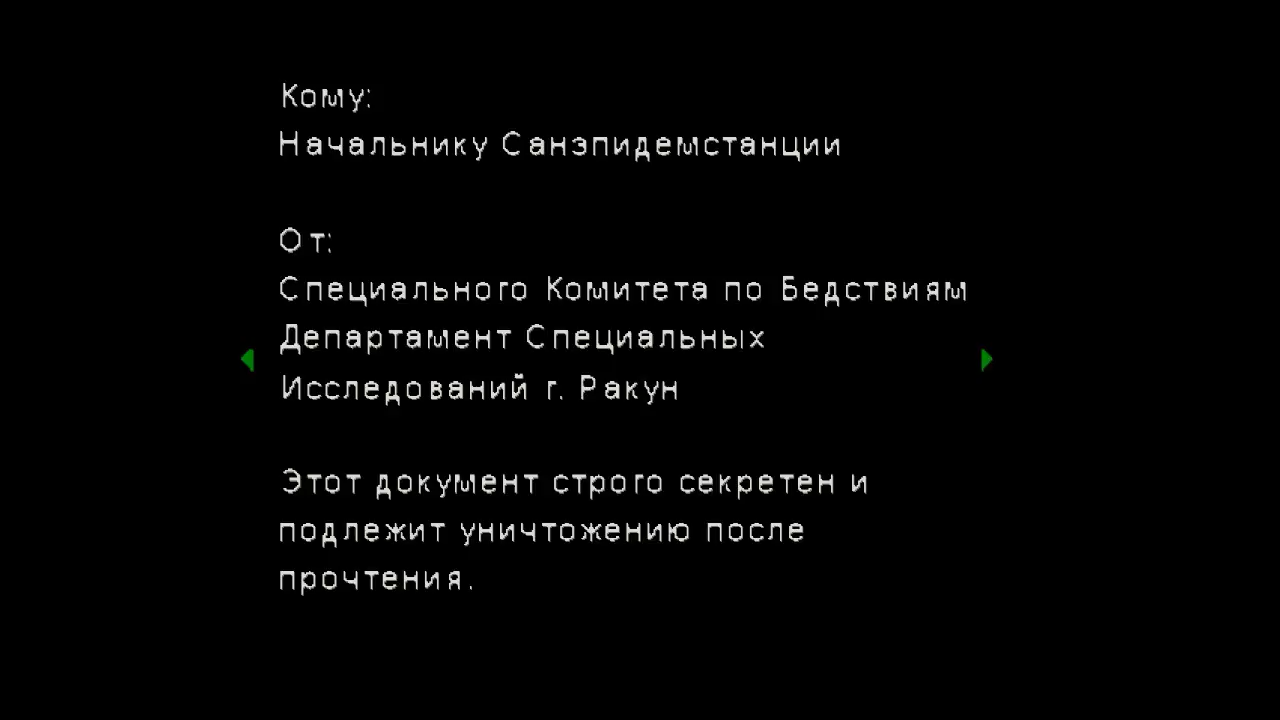 Кому:
Начальнику Санэпидемстанции
От:
Специального Комитета по Бедствиям
Департамент Специальных
Исследований г. Ракун
Этот документ строго секретен и
подлежит уничтожению после
прочтения.